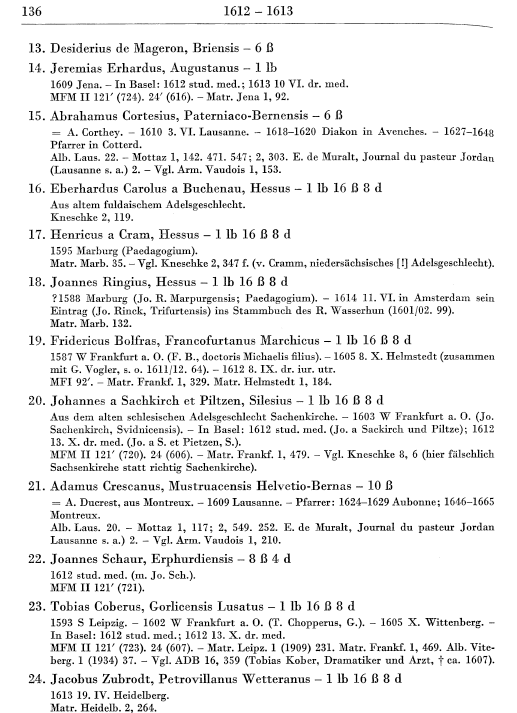 136 1612 – 1613
13. Desiderius de Mageron, Briensis – 6 ß
14. Jeremias Erhardus, Augustanus – 1 lb
1609 Jena. – In Basel: 1612 stud. med.; 1613 10 VI. dr. med.
MFM II 121′ (724). 24′ (616). – Matr. Jena 1, 92.
15. Abrahamus Cortesius, Paterniaco-Bernensis – 6 ß
= A. Corthey. – 1610 3. VI. Lausanne. – 1618–1620 Diakon in Avenches. – 1627–1648
Pfarrer in Cotterd.
Alb. Laus. 22. – Mottaz 1, 142. 471. 547; 2, 303. E. de Muralt, Journal du pasteur Jordan
(Lausanne s. a.) 2. – Vgl. Arm. Vaudois 1, 153.
16. Eberhardus Carolus a Buchenau, Hessus – 1 lb 16 ß 8 d
Aus altem fuldaischem Adelsgeschlecht.
Kneschke 2, 119.
17. Henricus a Cram, Hessus – 1 lb 16 ß 8 d
1595 Marburg (Paedagogium).
Matr. Marb. 35. – Vgl. Kneschke 2, 347 f. (v. Cramm, niedersächsisches [!] Adelsgeschlecht).
18. Joannes Ringius, Hessus – 1 lb 16 ß 8 d
?1588 Marburg (Jo. R. Marpurgensis; Paedagogium). – 1614 11. VI. in Amsterdam sein
Eintrag (Jo. Rinck, Trifurtensis) ins Stammbuch des R. Wasserhun (1601/02. 99).
Matr. Marb. 132.
19. Fridericus Bolfras, Francofurtanus Marchicus – 1 lb 16 ß 8 d
1587 W Frankfurt a. O. (F. B., doctoris Michaelis filius). – 1605 8. X. Helmstedt (zusammen
mit G. Vogler, s. o. 1611/12. 64). – 1612 8. IX. dr. iur. utr.
MFI 92′. – Matr. Frankf. 1, 329. Matr. Helmstedt 1, 184.
20. Johannes a Sachkirch et Piltzen, Silesius – 1 lb 16 ß 8 d
Aus dem alten schlesischen Adelsgeschlecht Sachenkirche. – 1603 W Frankfurt a. O. (Jo.
Sachenkirch, Svidnicensis). – In Basel: 1612 stud. med. (Jo. a Sackirch und Piltze); 1612
13. X. dr. med. (Jo. a S. et Pietzen, S.).
MFM II 121′ (720). 24 (606). – Matr. Frankf. 1, 479. – Vgl. Kneschke 8, 6 (hier fälschlich
Sachsenkirche statt richtig Sachenkirche).
21. Adamus Crescanus, Mustruacensis Helvetio-Bernas – 10 ß
= A. Ducrest, aus Montreux. – 1609 Lausanne. – Pfarrer: 1624–1629 Aubonne; 1646–1665
Montreux.
Alb. Laus. 20. – Mottaz 1, 117; 2, 549. 252. E. de Muralt, Journal du pasteur Jordan
Lausanne s. a.) 2. – Vgl. Arm. Vaudois 1, 210.
22. Joannes Schaur, Erphurdiensis – 8 ß 4 d
1612 stud. med. (m. Jo. Sch.).
MFM II 121′ (721).
23. Tobias Coberus, Gorlicensis Lusatus – 1 lb 16 ß 8 d
1593 S Leipzig. – 1602 W Frankfurt a. O. (T. Chopperus, G.). – 1605 X. Wittenberg. –
In Basel: 1612 stud. med.; 1612 13. X. dr. med.
MFM II 121′ (723). 24 (607). – Matr. Leipz. 1 (1909) 231. Matr. Frankf. 1, 469. Alb. Vite-
berg. 1 (1934) 37. – Vgl. ADB 16, 359 (Tobias Kober, Dramatiker und Arzt, † ca. 1607).
24. Jacobus Zubrodt, Petrovillanus Wetteranus – 1 lb 16 ß 8 d
1613 19. IV. Heidelberg.
Matr. Heidelb. 2, 264.